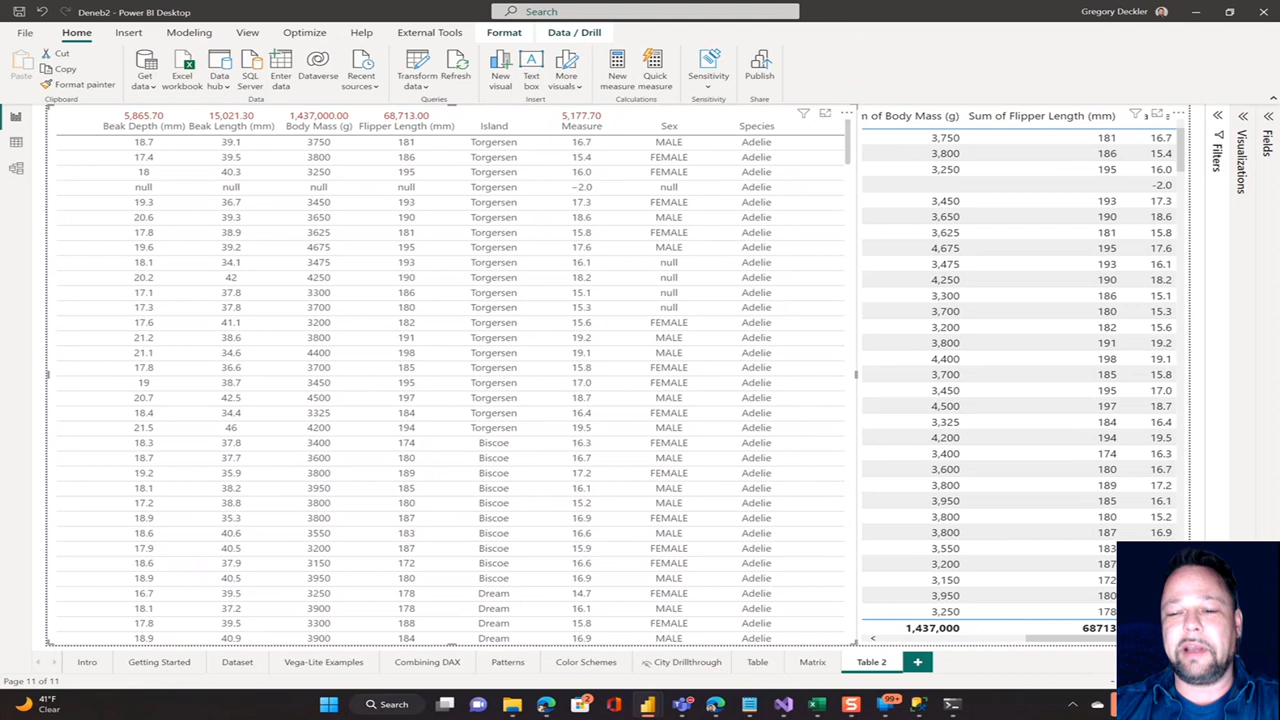 Deneb2 - Power BI Desktop
Search
Gregory Deckler
File Home Insert Modeling View Optimize Help External Tools Format Data / Drill
Paste
Cut
Copy
Format painter
Clipboard
Get data
Excel workbook
Data hub
SQL Server
Enter data
Dataverse
Recent sources
Data
Transform data
Refresh
Queries
New visual
Text box
More visuals
Insert
New measure
Quick measure
Calculations
Sensitivity
Sensitivity
Publish
Share
5,865.70 15,021.30 1,437,000.00 68,713.00 5,177.70
Beak Depth (mm) Beak Length (mm) Body Mass (g) Flipper Length (mm) Island Measure Sex Species
18.7 39.1 3750 181 Torgersen 16.7 MALE Adelie
17.4 39.5 3800 186 Torgersen 15.4 FEMALE Adelie
18 40.3 3250 195 Torgersen 16.0 FEMALE Adelie
null null null null Torgersen −2.0 null Adelie
19.3 36.7 3450 193 Torgersen 17.3 FEMALE Adelie
20.6 39.3 3650 190 Torgersen 18.6 MALE Adelie
17.8 38.9 3625 181 Torgersen 15.8 FEMALE Adelie
19.6 39.2 4675 195 Torgersen 17.6 MALE Adelie
18.1 34.1 3475 193 Torgersen 16.1 null Adelie
20.2 42 4250 190 Torgersen 18.2 null Adelie
17.1 37.8 3300 186 Torgersen 15.1 null Adelie
17.3 37.8 3700 180 Torgersen 15.3 null Adelie
17.6 41.1 3200 182 Torgersen 15.6 FEMALE Adelie
21.2 38.6 3800 191 Torgersen 19.2 MALE Adelie
21.1 34.6 4400 198 Torgersen 19.1 MALE Adelie
17.8 36.6 3700 185 Torgersen 15.8 FEMALE Adelie
19 38.7 3450 195 Torgersen 17.0 FEMALE Adelie
20.7 42.5 4500 197 Torgersen 18.7 MALE Adelie
18.4 34.4 3325 184 Torgersen 16.4 FEMALE Adelie
21.5 46 4200 194 Torgersen 19.5 MALE Adelie
18.3 37.8 3400 174 Biscoe 16.3 FEMALE Adelie
18.7 37.7 3600 180 Biscoe 16.7 MALE Adelie
19.2 35.9 3800 189 Biscoe 17.2 FEMALE Adelie
18.1 38.2 3950 185 Biscoe 16.1 MALE Adelie
17.2 38.8 3800 180 Biscoe 15.2 MALE Adelie
18.9 35.3 3800 187 Biscoe 16.9 FEMALE Adelie
18.6 40.6 3550 183 Biscoe 16.6 MALE Adelie
17.9 40.5 3200 187 Biscoe 15.9 FEMALE Adelie
18.6 37.9 3150 172 Biscoe 16.6 FEMALE Adelie
18.9 40.5 3950 180 Biscoe 16.9 MALE Adelie
16.7 39.5 3250 178 Dream 14.7 FEMALE Adelie
18.1 37.2 3900 178 Dream 16.1 MALE Adelie
17.8 39.5 3300 188 Dream 15.8 FEMALE Adelie
18.9 40.9 3900 184 Dream 16.9 MALE Adelie
n of Body Mass (g) Sum of Flipper Length (mm)
3,750 181 16.7
3,800 186 15.4
3,250 195 16.0
-2.0
3,450 193 17.3
3,650 190 18.6
3,625 181 15.8
4,675 195 17.6
3,475 193 16.1
4,250 190 18.2
3,300 186 15.1
3,700 180 15.3
3,200 182 15.6
3,800 191 19.2
4,400 198 19.1
3,700 185 15.8
3,450 195 17.0
4,500 197 18.7
3,325 184 16.4
4,200 194 19.5
3,400 174 16.3
3,600 180 16.7
3,800 189 17.2
3,950 185 16.1
3,800 180 15.2
3,800 187 16.9
3,550 183
3,200 187
3,150 172
3,950 180
3,250 178
1,437,000 68713
Filters
Visualizations
Fields
Intro Getting Started Dataset Vega-Lite Examples Combining DAX Patterns Color Schemes City Drillthrough Table Matrix Table 2
Page 11 of 11
41°F
Clear
Search
2
99+